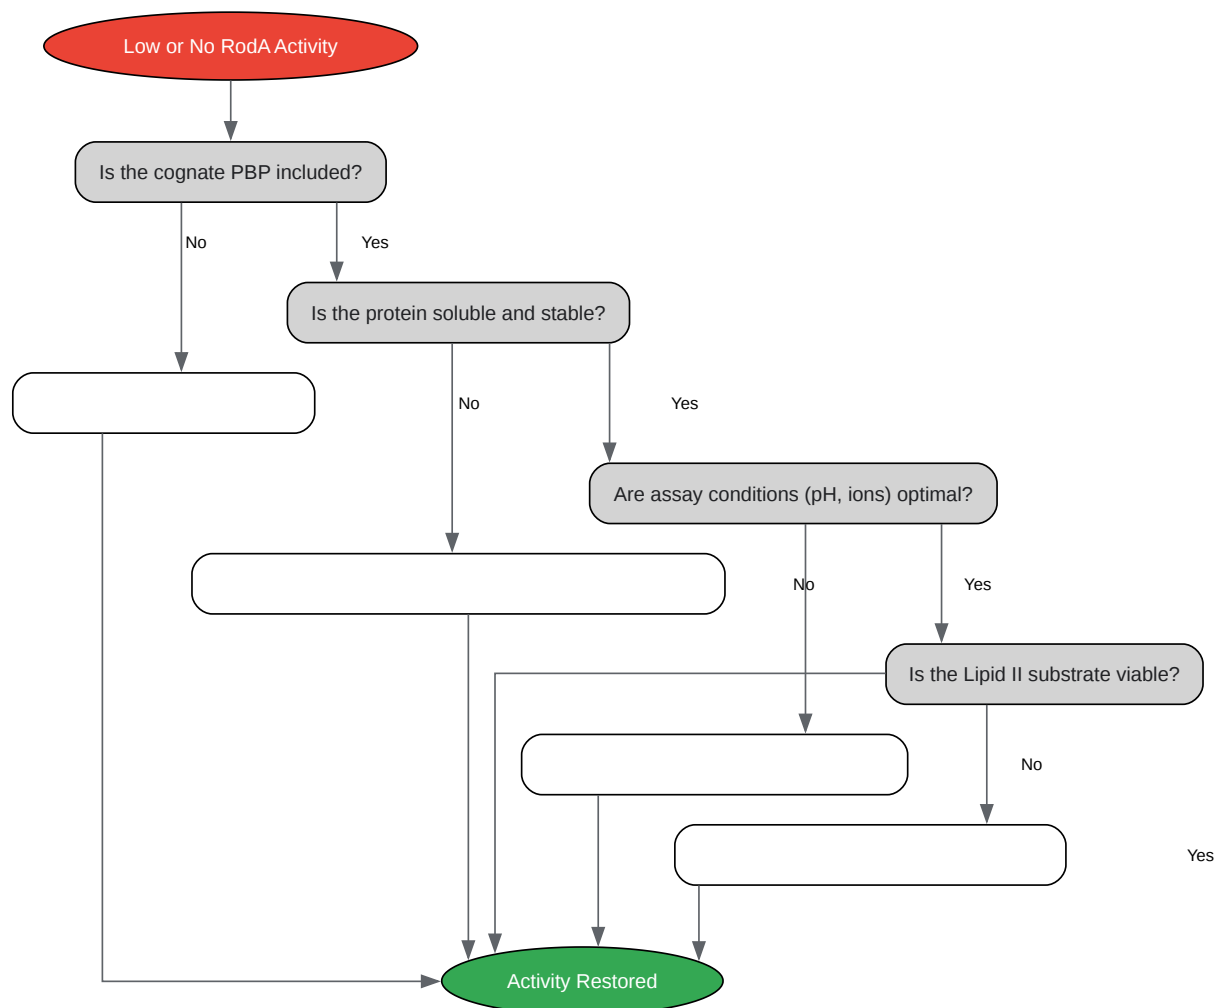 Low or No RodA Activity
Is the cognate PBP included?
No
Yes
Is the protein soluble and stable?
No
Yes
Are assay conditions (pH, ions) optimal?
No
Yes
Is the Lipid II substrate viable?
No
Yes
Activity Restored